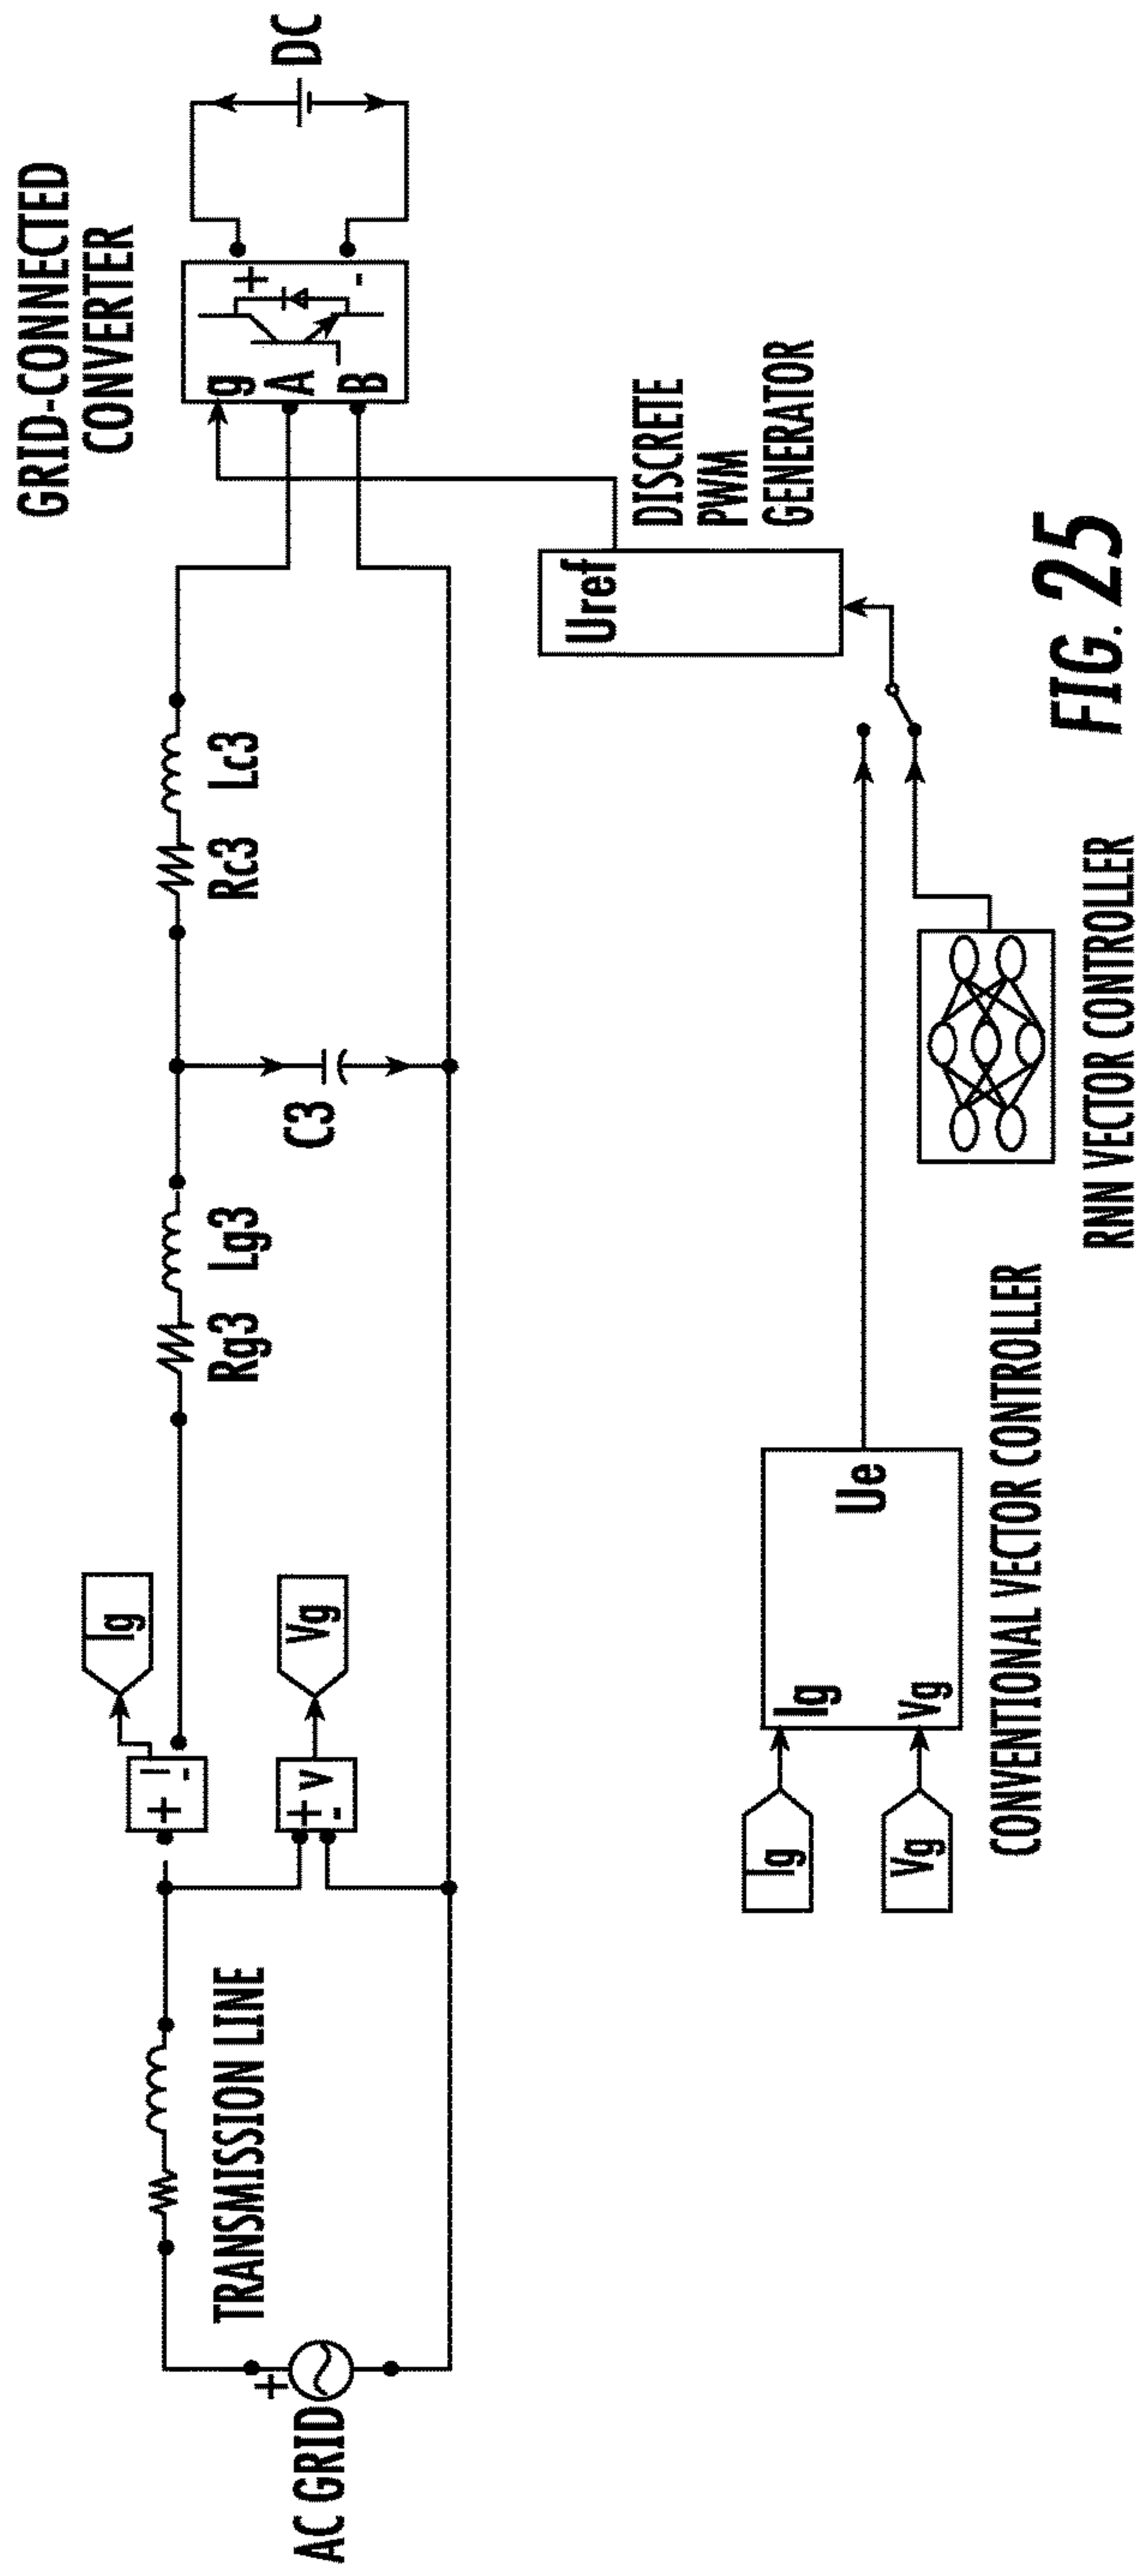 GRID-CONNECTED
CONVERTER
DC
g
A
B
+
-
Ig
+ I
-
Vg
+ V
-
Rg3 Lg3
Rc3 Lc3
C3
TRANSMISSION LINE
+
AC GRID
Uref
DISCRETE
PWM
GENERATOR
Ig
Vg
Ig
Vg
Ue
CONVENTIONAL VECTOR CONTROLLER
RNN VECTOR CONTROLLER
FIG. 25